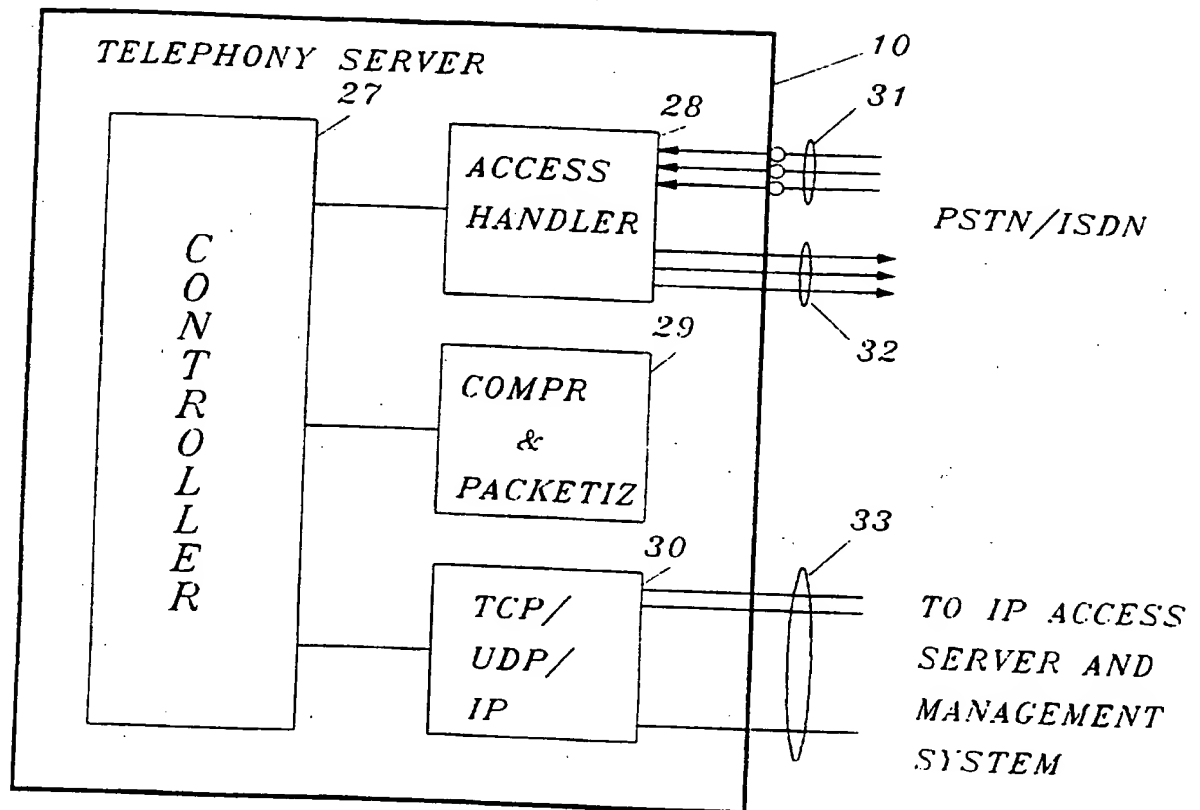 TELEPHONY SERVER
10
27
28
31
ACCESS
HANDLER
PSTN/ISDN
32
CONTROLLER
29
COMPR
&
PACKETIZ
33
30
TCP/
UDP/
IP
TO IP ACCESS
SERVER AND
MANAGEMENT
SYSTEM